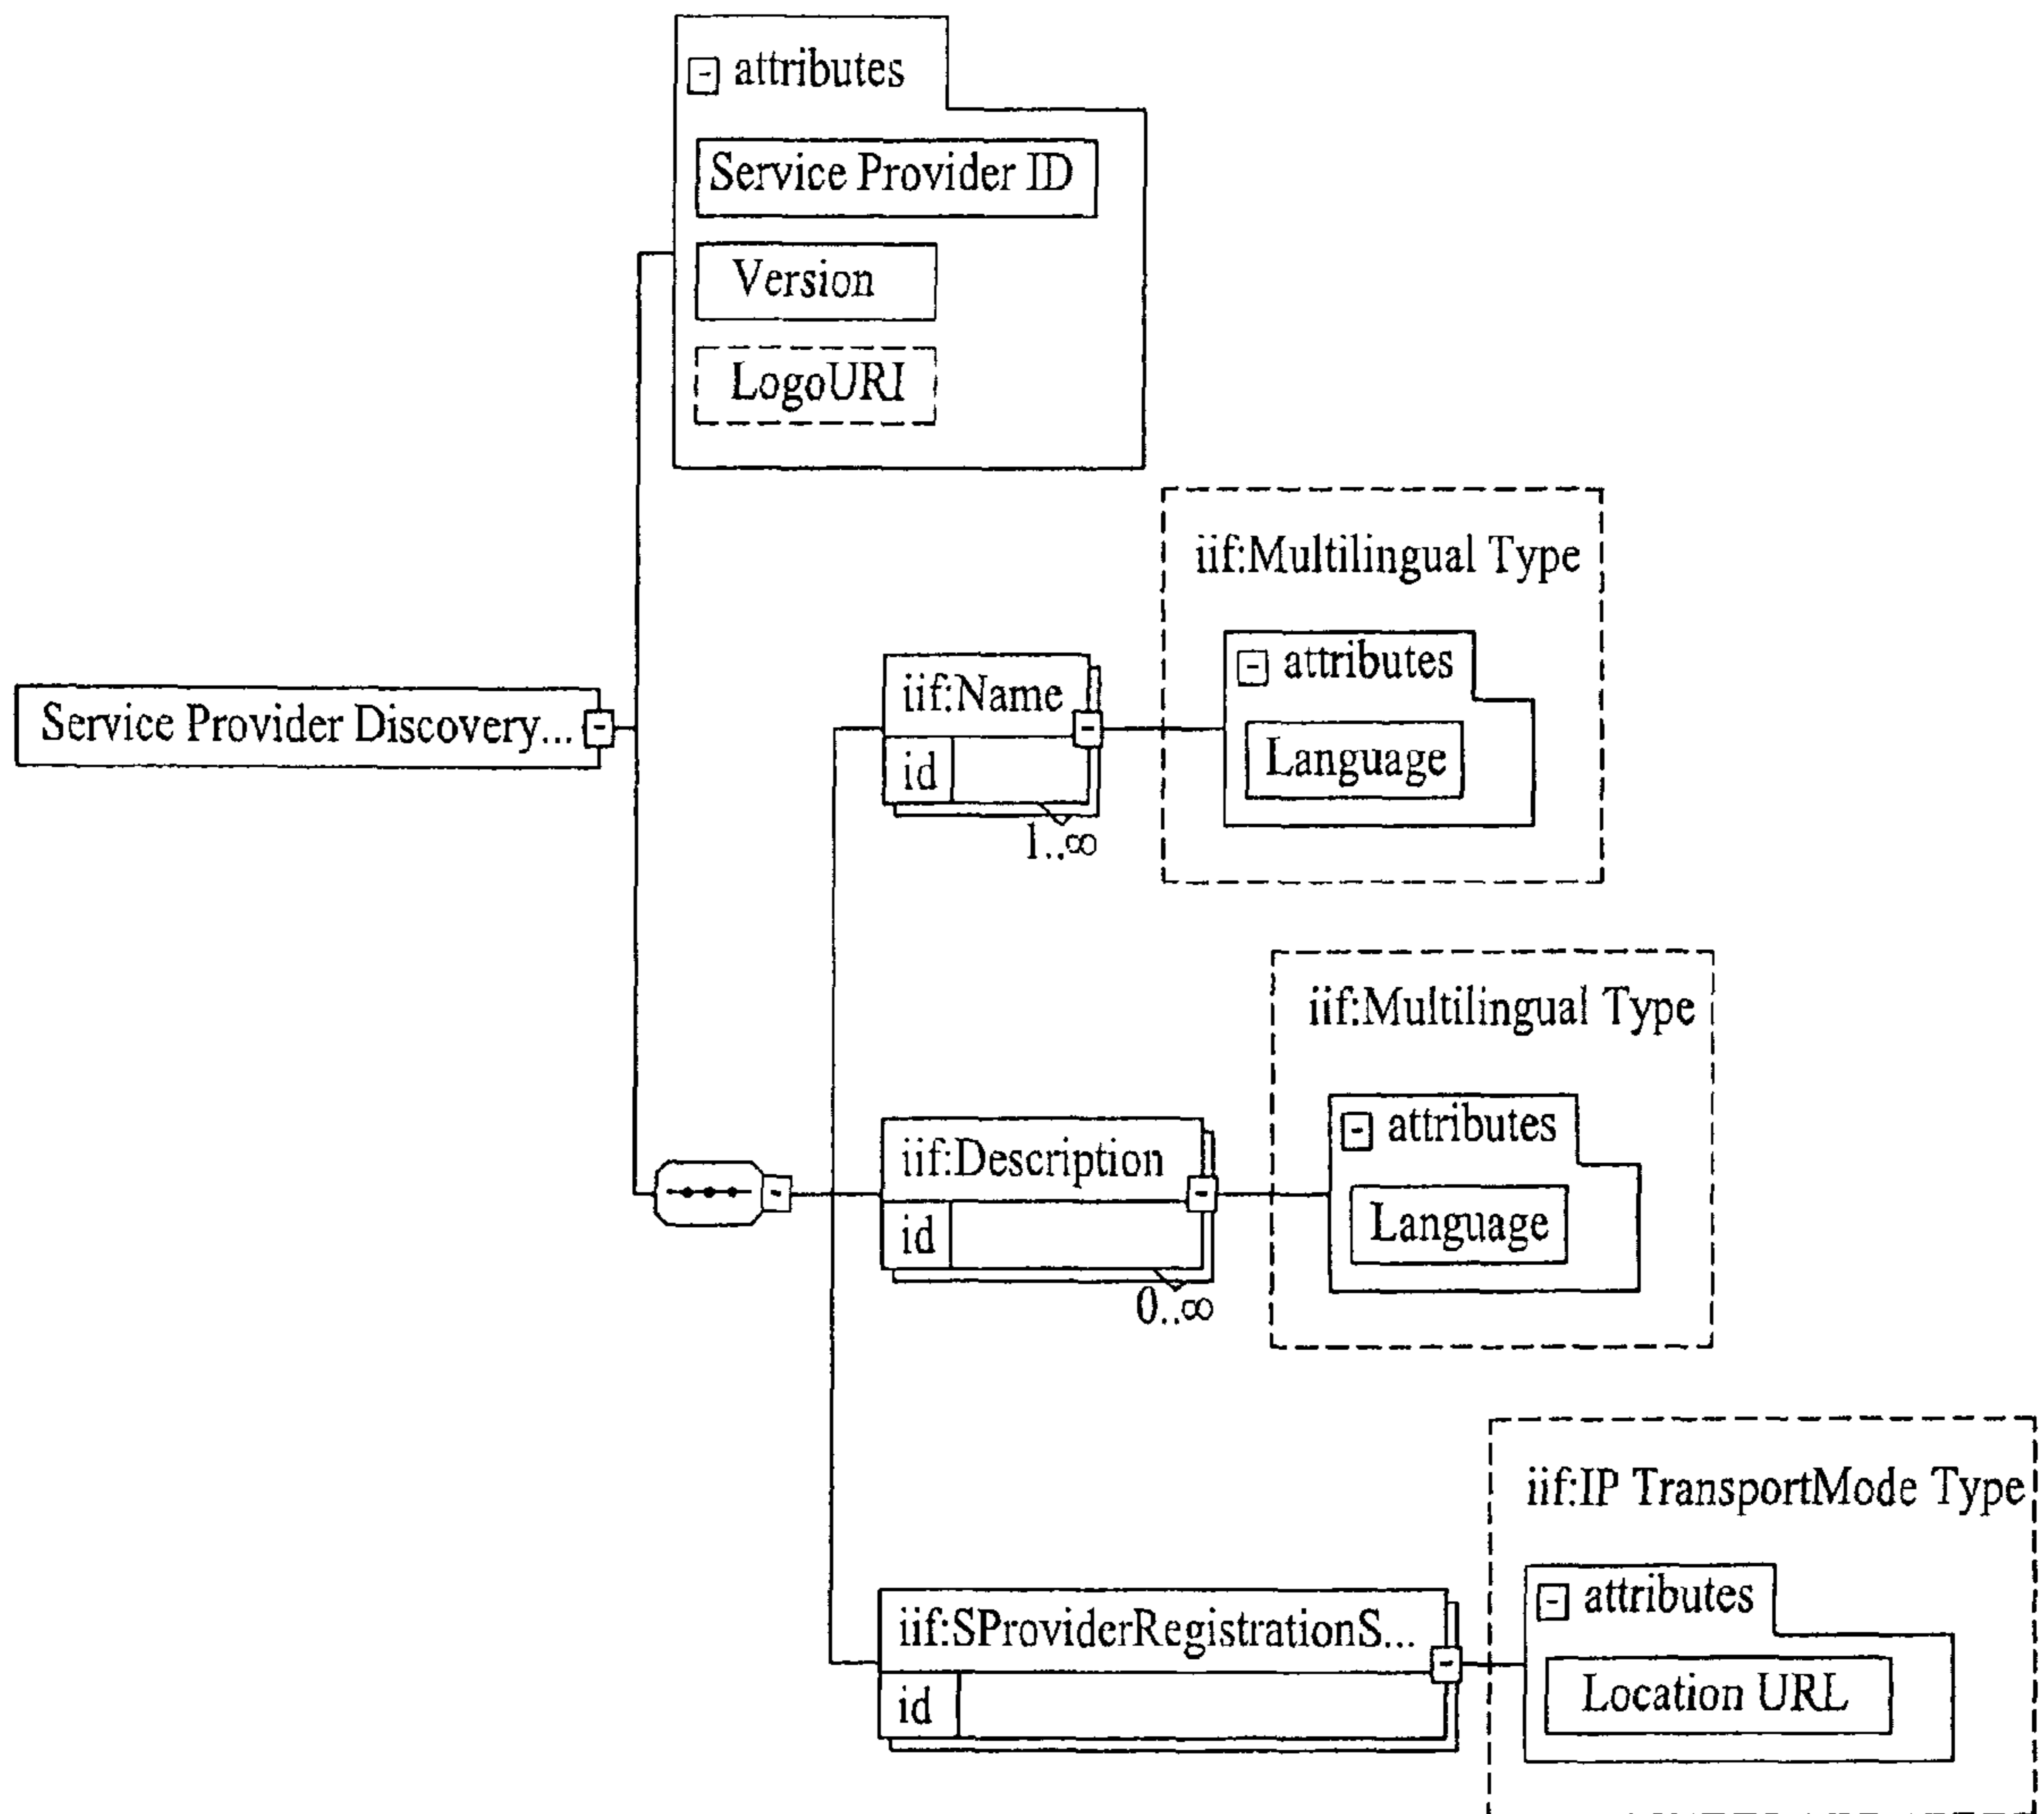 attributes
Service Provider ID
Version
LogoURI
Service Provider Discovery...
iif:Multilingual Type
iif:Name
id
1..∞
attributes
Language
iif:Multilingual Type
iif:Description
id
0..∞
attributes
Language
iif:IP TransportMode Type
iif:SProviderRegistrationS...
id
attributes
Location URL